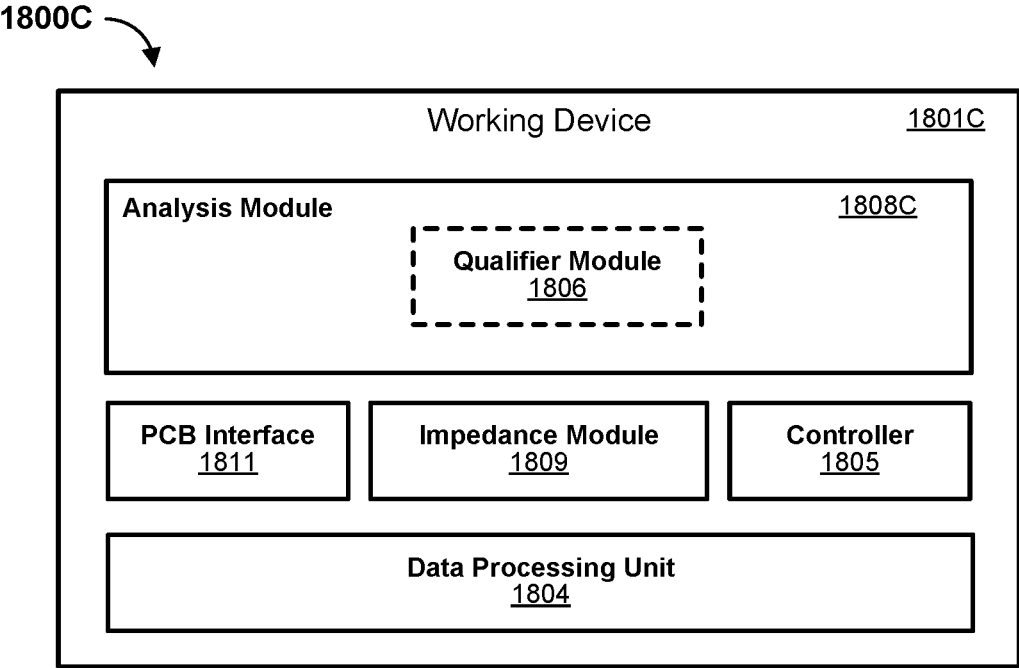 1800C
Working Device 1801C
Analysis Module 1808C
Qualifier Module
1806
PCB Interface Impedance Module Controller
1811 1809 1805
Data Processing Unit
1804